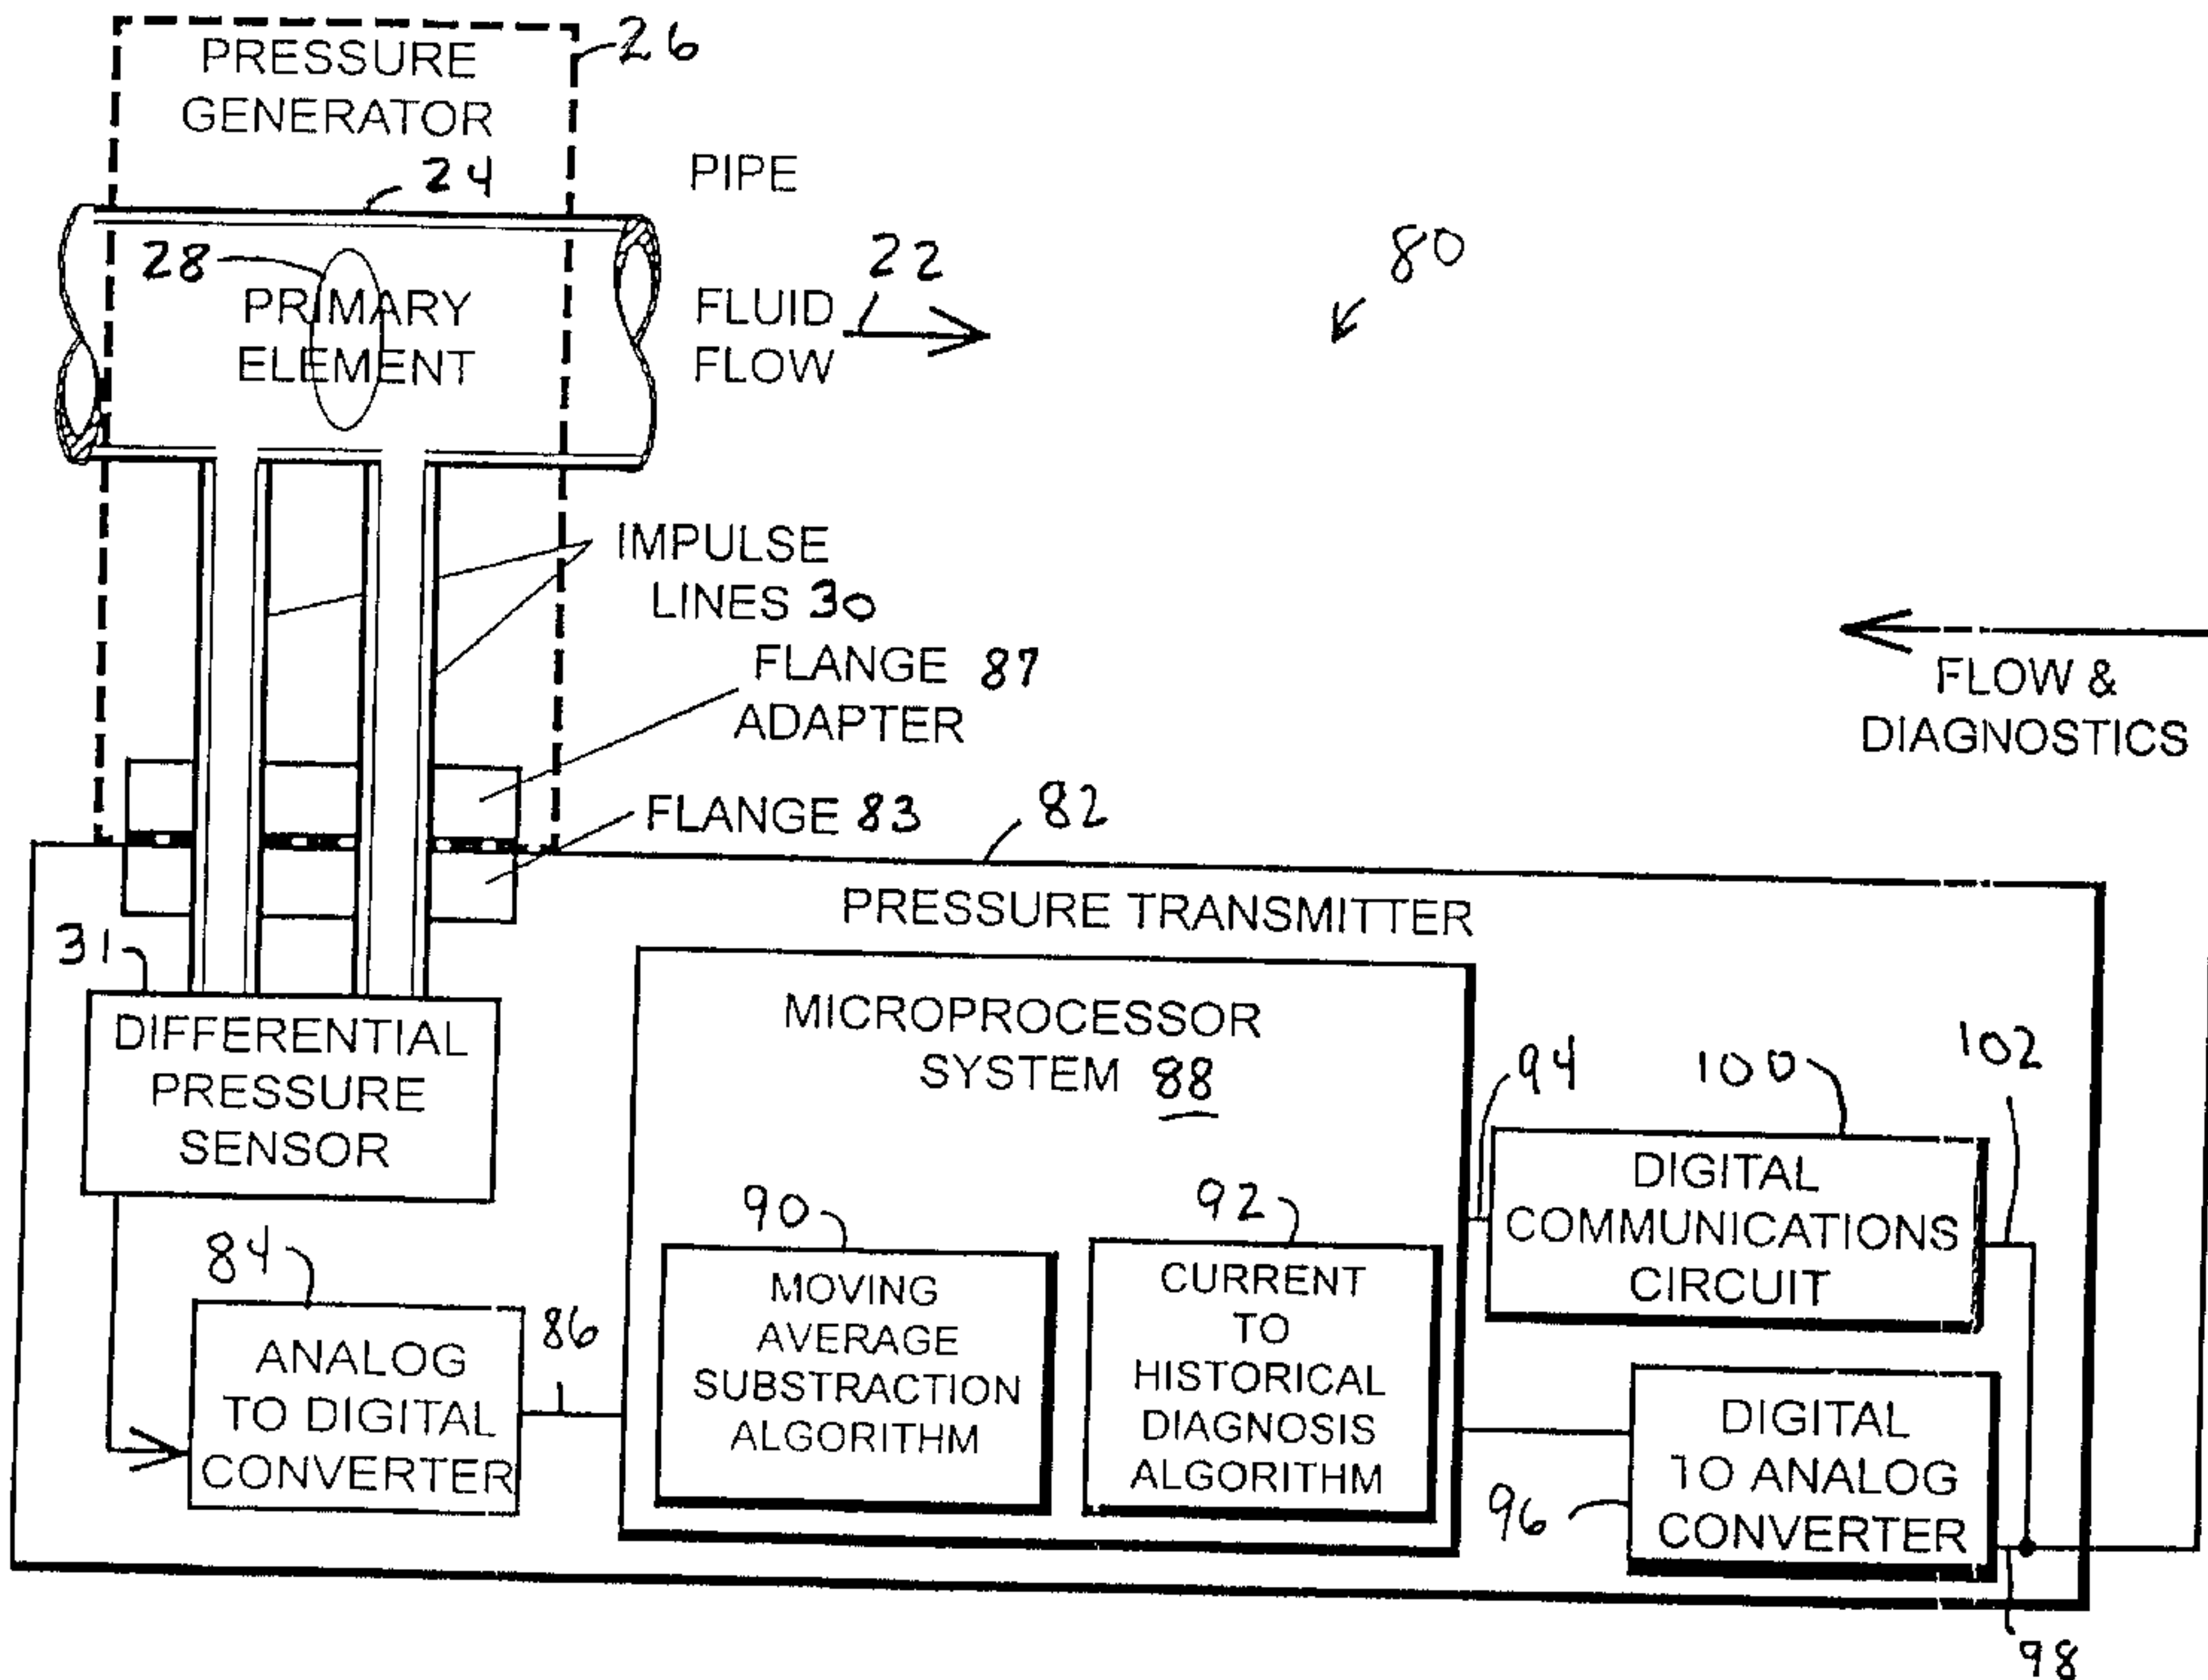 PRESSURE
GENERATOR
26
24
PIPE
28
PRIMARY
ELEMENT
FLUID
FLOW
22
80
IMPULSE
LINES 30
FLANGE 87
ADAPTER
FLOW &
DIAGNOSTICS
FLANGE 83
82
PRESSURE TRANSMITTER
31
DIFFERENTIAL
PRESSURE
SENSOR
MICROPROCESSOR
SYSTEM 88
94
100
102
DIGITAL
COMMUNICATIONS
CIRCUIT
84
ANALOG
TO DIGITAL
CONVERTER
86
90
MOVING
AVERAGE
SUBSTRACTION
ALGORITHM
92
CURRENT
TO
HISTORICAL
DIAGNOSIS
ALGORITHM
96
DIGITAL
TO ANALOG
CONVERTER
98